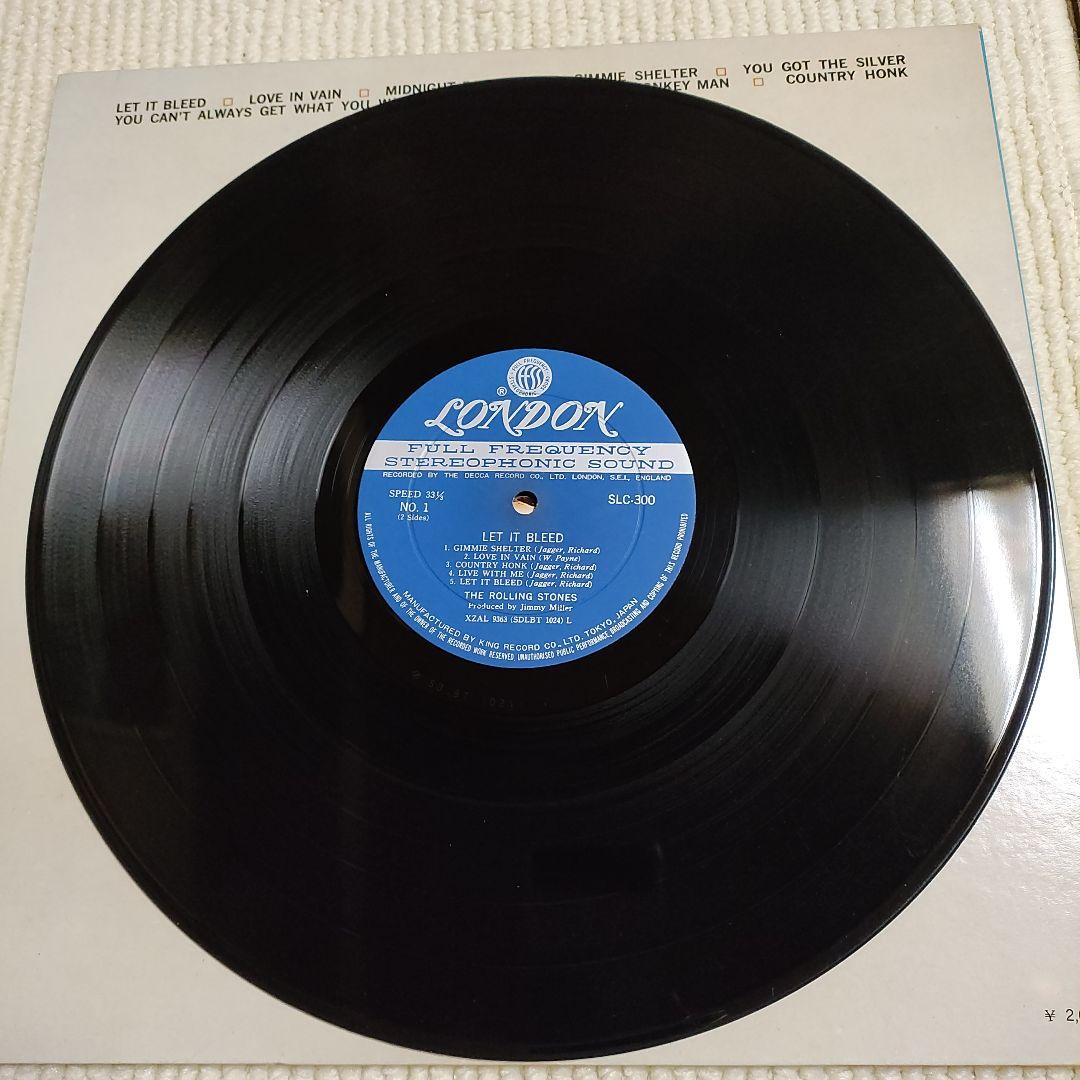 LET IT BLEED □ LOVE IN VAIN □ MIDNIGHT GIMMIE SHELTER □ YOU GOT THE SILVER
YOU CAN'T ALWAYS GET WHAT YOU MAN □ COUNTRY HONK
FULL FREQUENCY
STEREOPHONIC
ffss
® LONDON
FULL FREQUENCY
STEREOPHONIC SOUND
RECORDED BY THE DECCA RECORD CO., LTD. LONDON, S.E.I., ENGLAND
SPEED 33⅓
NO. 1
(2 Sides)
SLC-300
LET IT BLEED
1. GIMMIE SHELTER (Jagger, Richard)
2. LOVE IN VAIN (W. Payne)
3. COUNTRY HONK (Jagger, Richard)
4. LIVE WITH ME (Jagger, Richard)
5. LET IT BLEED (Jagger, Richard)
THE ROLLING STONES
Produced by Jimmy Miller
XZAL 9363 (SDLBT 1024) L
MANUFACTURED BY KING RECORD CO., LTD. TOKYO, JAPAN
ALL RIGHTS OF THE MANUFACTURER AND OF THE OWNER OF THE RECORDED WORK RESERVED. UNAUTHORISED PUBLIC PERFORMANCE, BROADCASTING AND COPYING OF THIS RECORD PROHIBITED
¥ 2,